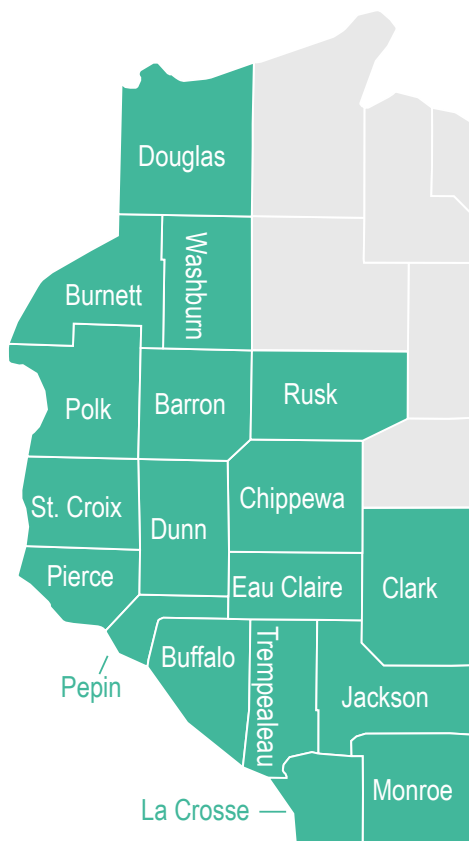 Douglas
Washburn
Burnett
Polk
Barron
Rusk
Chippewa
St. Croix
Dunn
Pierce
Eau Claire
Clark
Buffalo
Trempealeau
Pepin
Jackson
Monroe
La Crosse